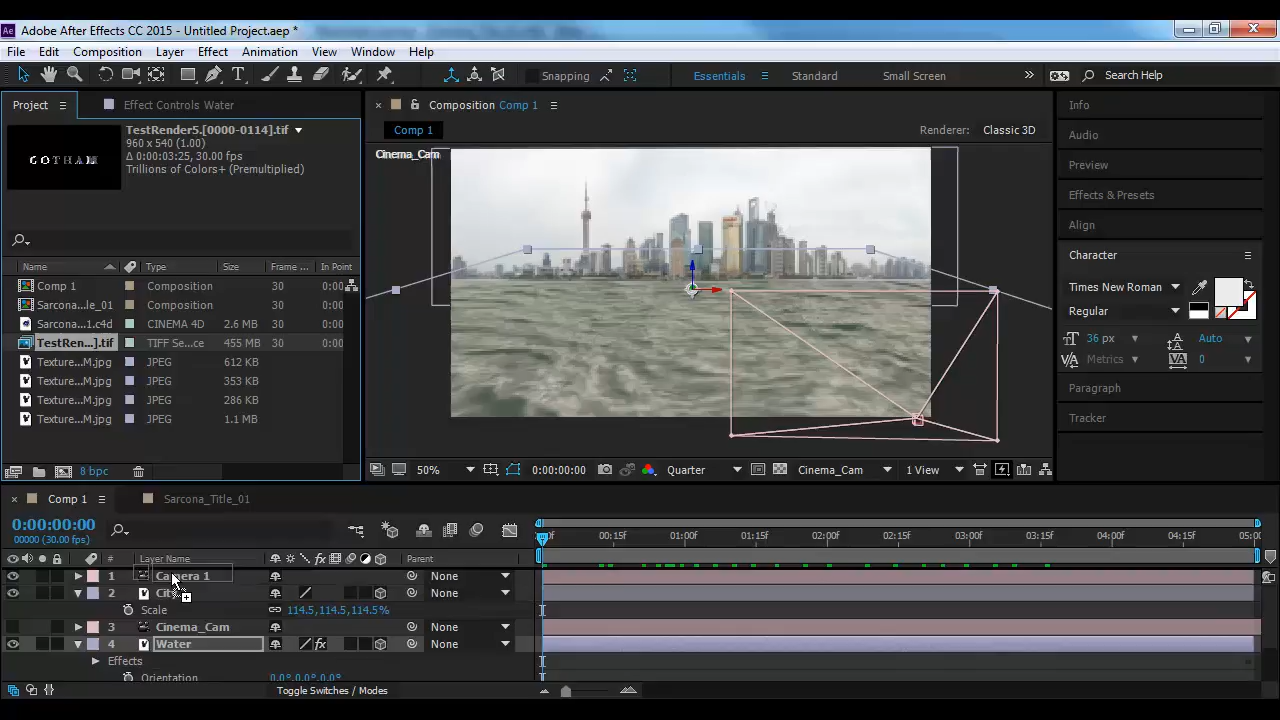 Adobe After Effects CC 2015 - Untitled Project.aep *
File Edit Composition Layer Effect Animation View Window Help
Snapping Essentials Standard Small Screen » Search Help
Project Effect Controls Water
TestRender5.[0000-0114].tif
960 x 540 (1.00)
Δ 0:00:03:25, 30.00 fps
Trillions of Colors+ (Premultiplied)
GOTHAM
Name Type Size Frame ... In Point
Comp 1 Composition 30 0:00
Sarcona...le_01 Composition 30 0:00
Sarcona...1.c4d CINEMA 4D 2.6 MB 30 0:00
TestRen...].tif TIFF Se...ce 455 MB 30 0:00
Texture...M.jpg JPEG 612 KB
Texture...M.jpg JPEG 353 KB
Texture...M.jpg JPEG 286 KB
Texture...M.jpg JPEG 1.1 MB
8 bpc
Composition Comp 1
Comp 1
Renderer: Classic 3D
Cinema_Cam
50% 0:00:00:00 Quarter Cinema_Cam 1 View
Info
Audio
Preview
Effects & Presets
Align
Character
Times New Roman
Regular
36 px Auto
Metrics 0
Paragraph
Tracker
Comp 1 Sarcona_Title_01
0:00:00:00
00000 (30.00 fps)
# Layer Name Parent
00:15f 01:00f 01:15f 02:00f 02:15f 03:00f 03:15f 04:00f 04:15f 05:00f
1 Camera 1 None
2 None
Scale 114.5,114.5,114.5%
3 Cinema_Cam None
4 Water None
Effects
Orientation 0.0°,0.0°,0.0°
Toggle Switches / Modes